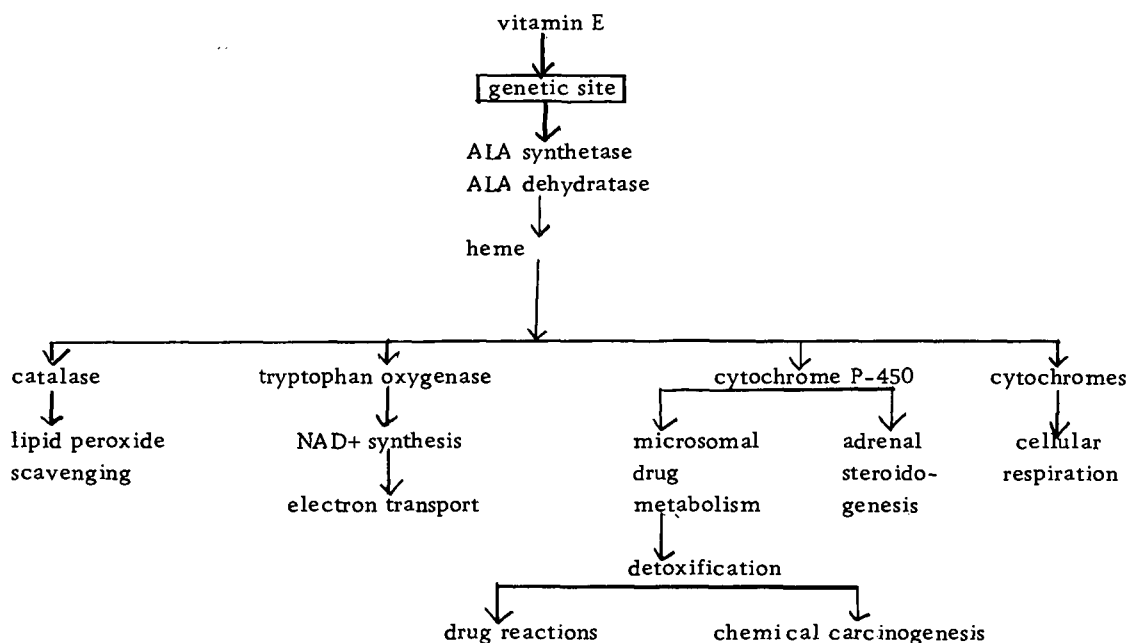 vitamin E
genetic site
ALA synthetase
ALA dehydratase
heme
catalase
tryptophan oxygenase
cytochrome P-450
cytochromes
lipid peroxide
scavenging
NAD+ synthesis
electron transport
microsomal
drug
metabolism
adrenal
steroido-
genesis
cellular
respiration
detoxification
drug reactions
chemical carcinogenesis